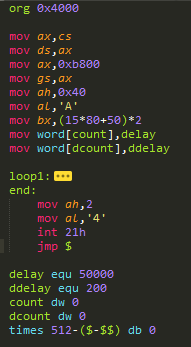 org 0x4000
mov ax,cs
mov ds,ax
mov ax,0xb800
mov gs,ax
mov ah,0x40
mov al,'A'
mov bx,(15*80+50)*2
mov word[count],delay
mov word[dcount],ddelay
loop1:
end:
mov ah,2
mov al,'4'
int 21h
jmp $
delay equ 50000
ddelay equ 200
count dw 0
dcount dw 0
times 512-($-$$) db 0